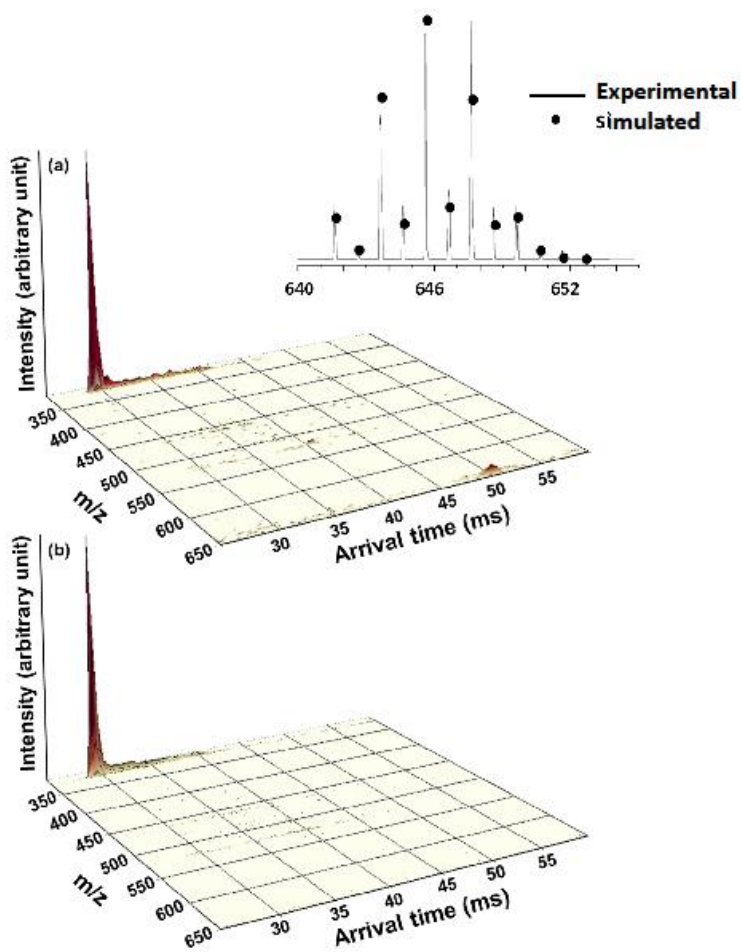 Experimental
simulated
640
646
652
(a)
Intensity (arbitrary unit)
350
400
450
500
550
600
650
m/z
30
35
40
45
50
55
Arrival time (ms)
(b)
Intensity (arbitrary unit)
350
400
450
500
550
600
650
m/z
30
35
40
45
50
55
Arrival time (ms)